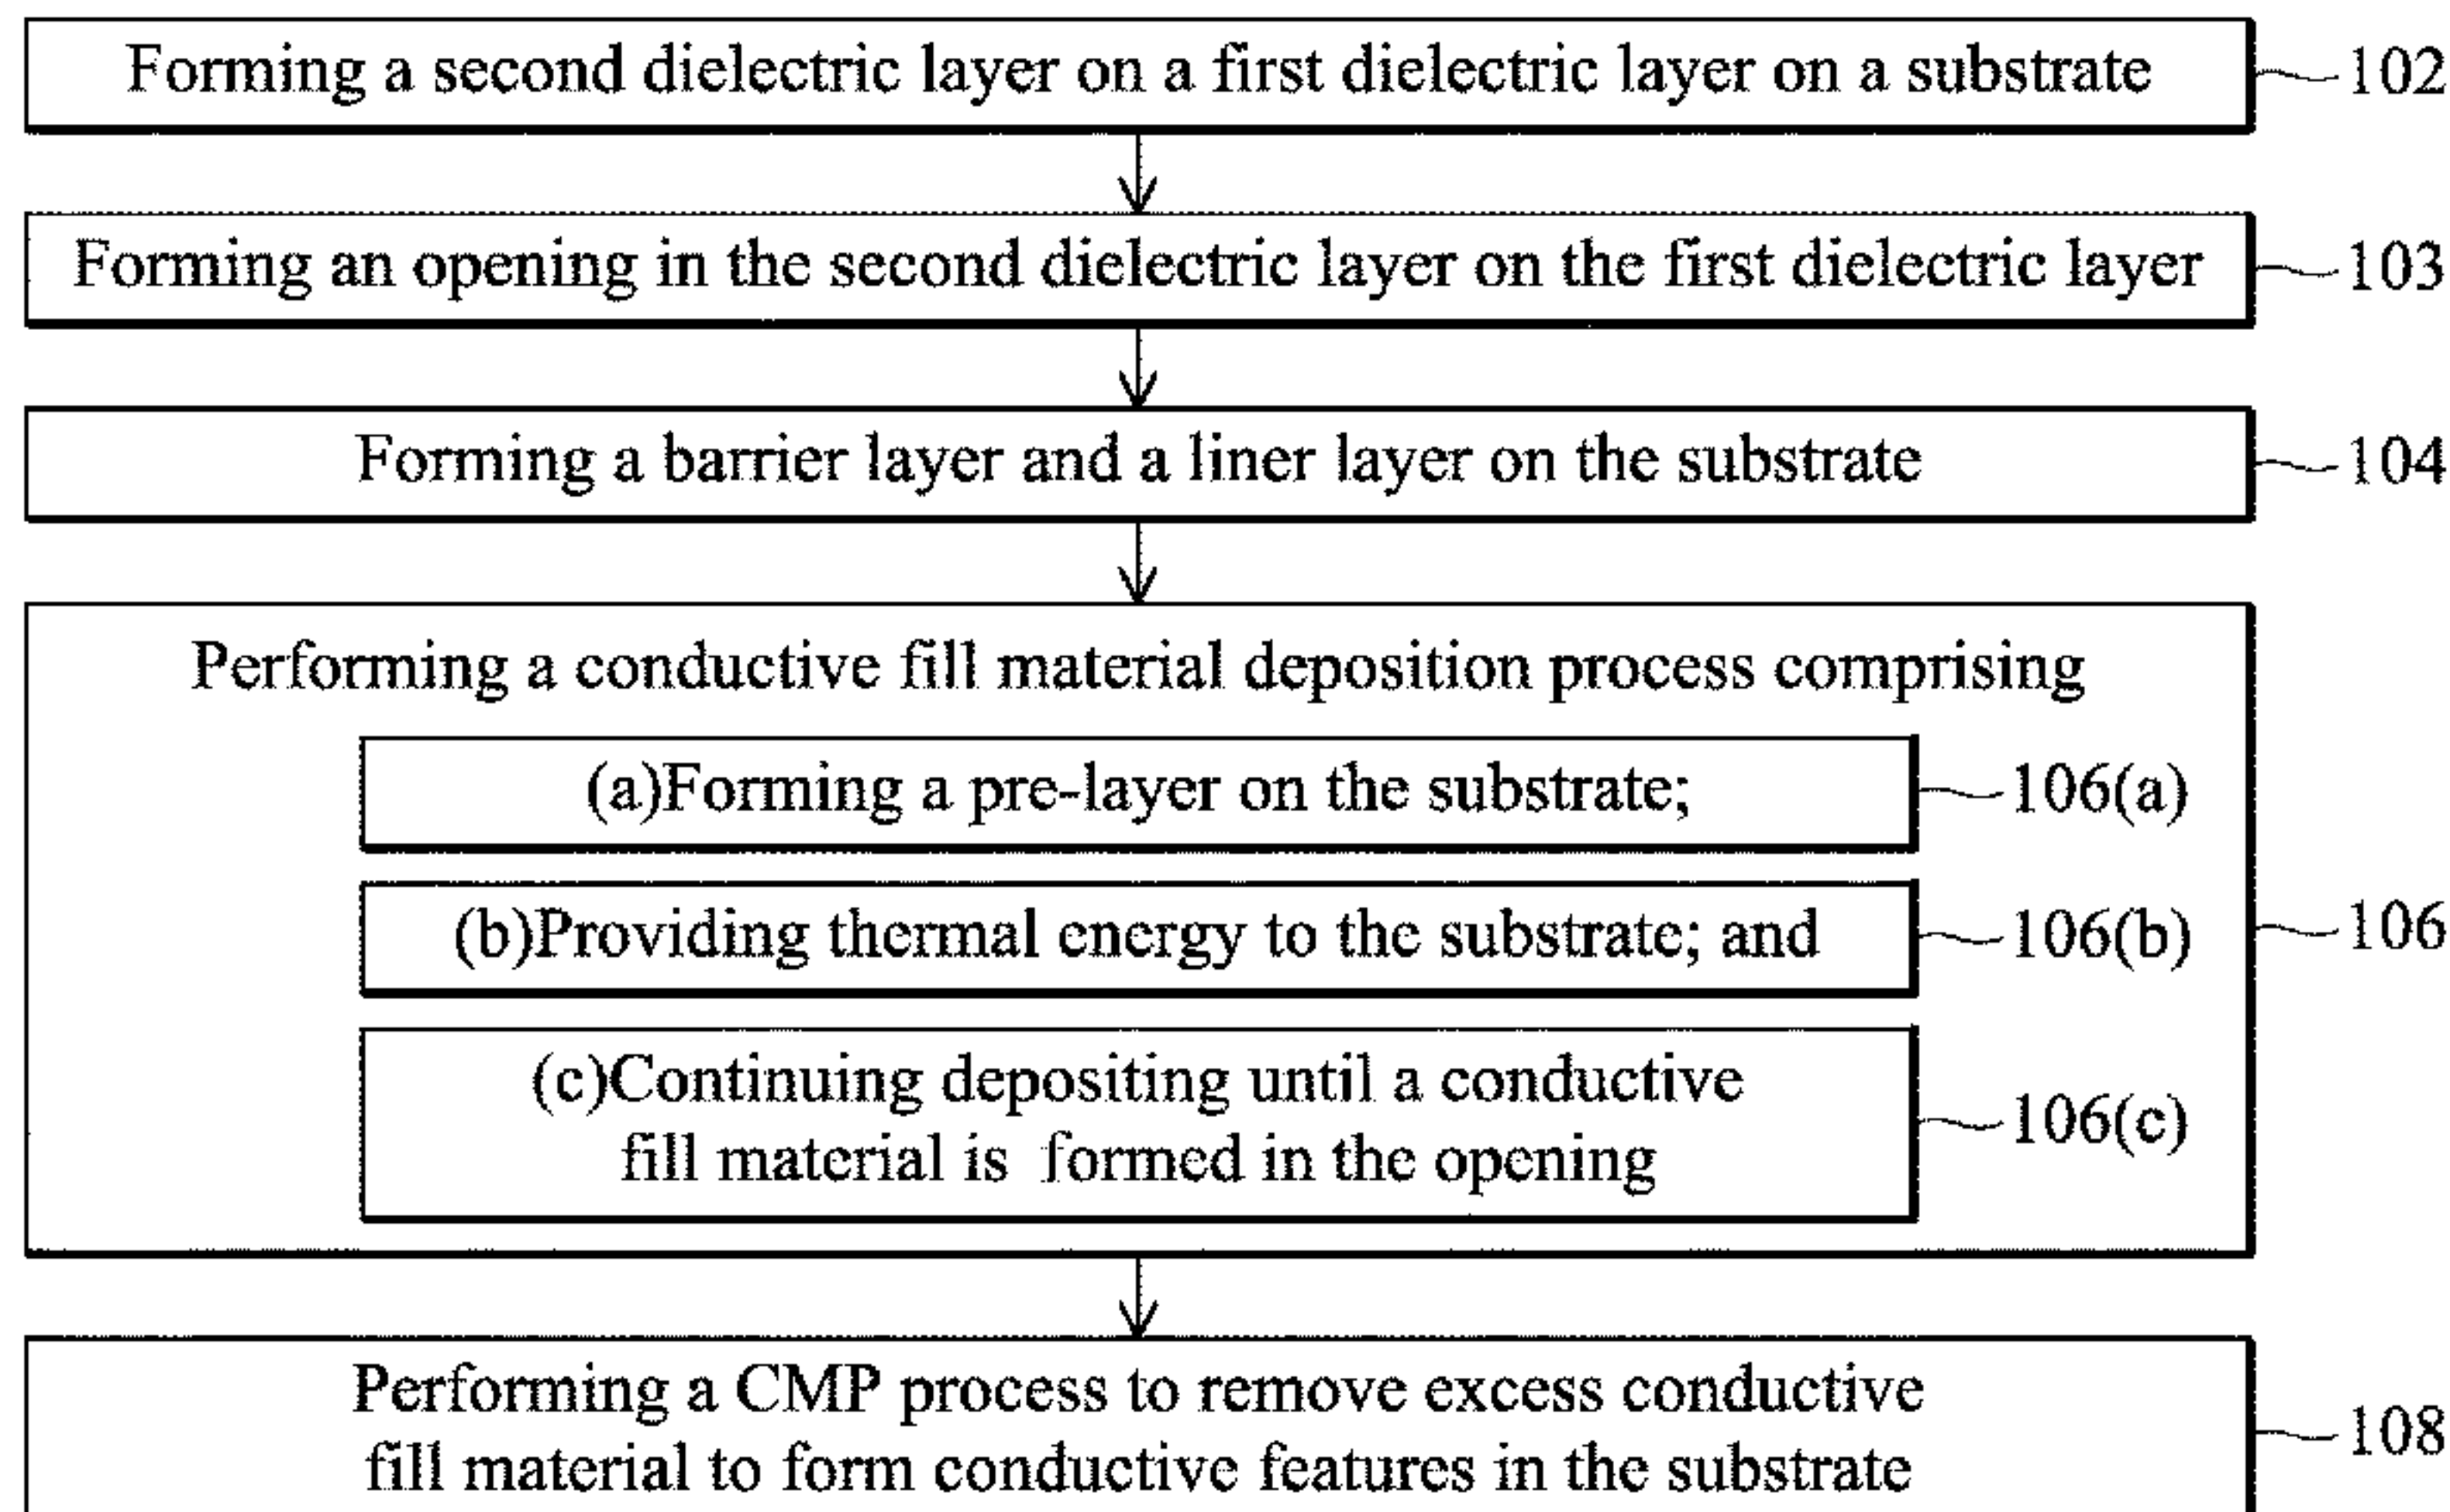 Forming a second dielectric layer on a first dielectric layer on a substrate
102
Forming an opening in the second dielectric layer on the first dielectric layer
103
Forming a barrier layer and a liner layer on the substrate
104
Performing a conductive fill material deposition process comprising
(a)Forming a pre-layer on the substrate;
106(a)
(b)Providing thermal energy to the substrate; and
106(b)
106
(c)Continuing depositing until a conductive
fill material is formed in the opening
106(c)
Performing a CMP process to remove excess conductive
fill material to form conductive features in the substrate
108